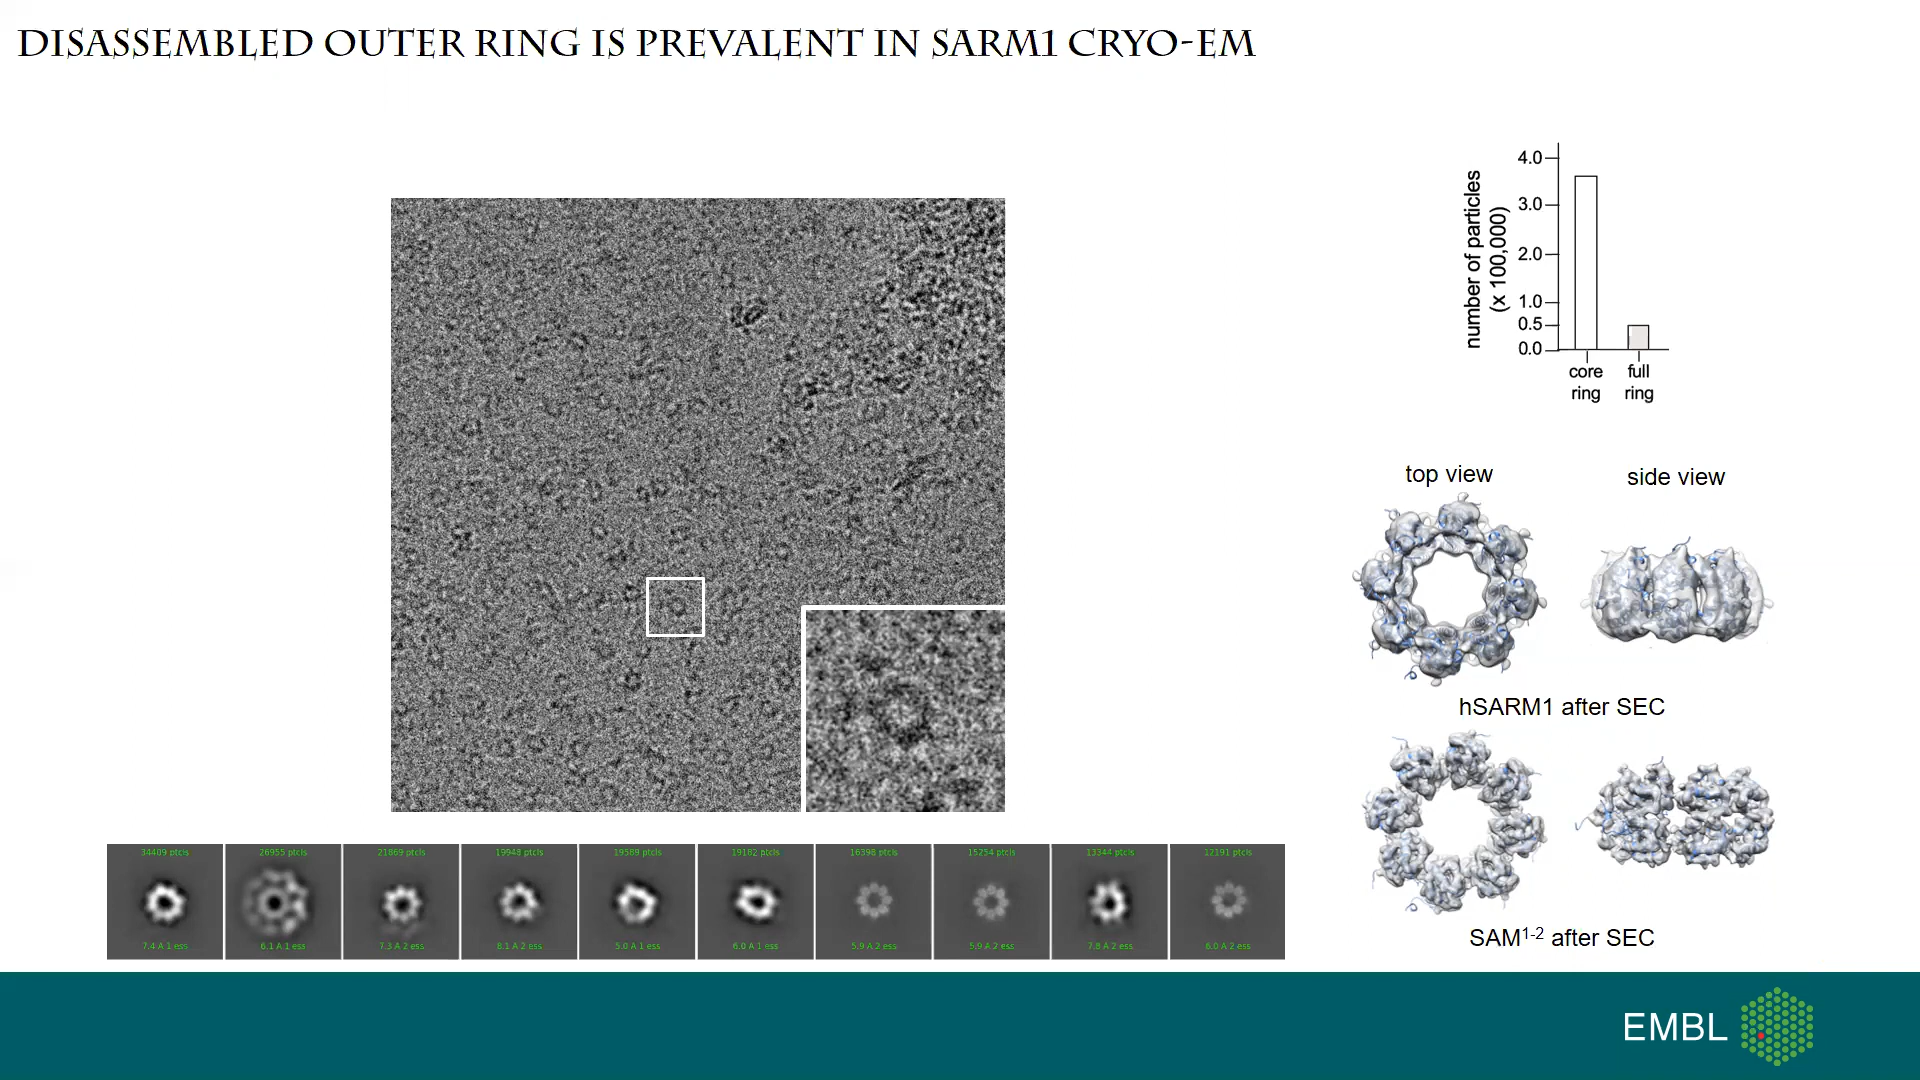 DISASSEMBLED OUTER RING IS PREVALENT IN SARM1 CRYO-EM
number of particles
(x 100,000)
4.0
3.0
2.0
1.0
0.5
0.0
core
ring
full
ring
top view
side view
hSARM1 after SEC
SAM¹⁻² after SEC
34409 ptcls
26955 ptcls
21869 ptcls
19948 ptcls
19589 ptcls
19182 ptcls
16398 ptcls
15254 ptcls
13344 ptcls
12191 ptcls
7.4 A 1 ess
6.1 A 1 ess
7.3 A 2 ess
8.1 A 2 ess
5.0 A 1 ess
6.0 A 1 ess
5.9 A 2 ess
5.9 A 2 ess
7.8 A 2 ess
6.0 A 2 ess
EMBL